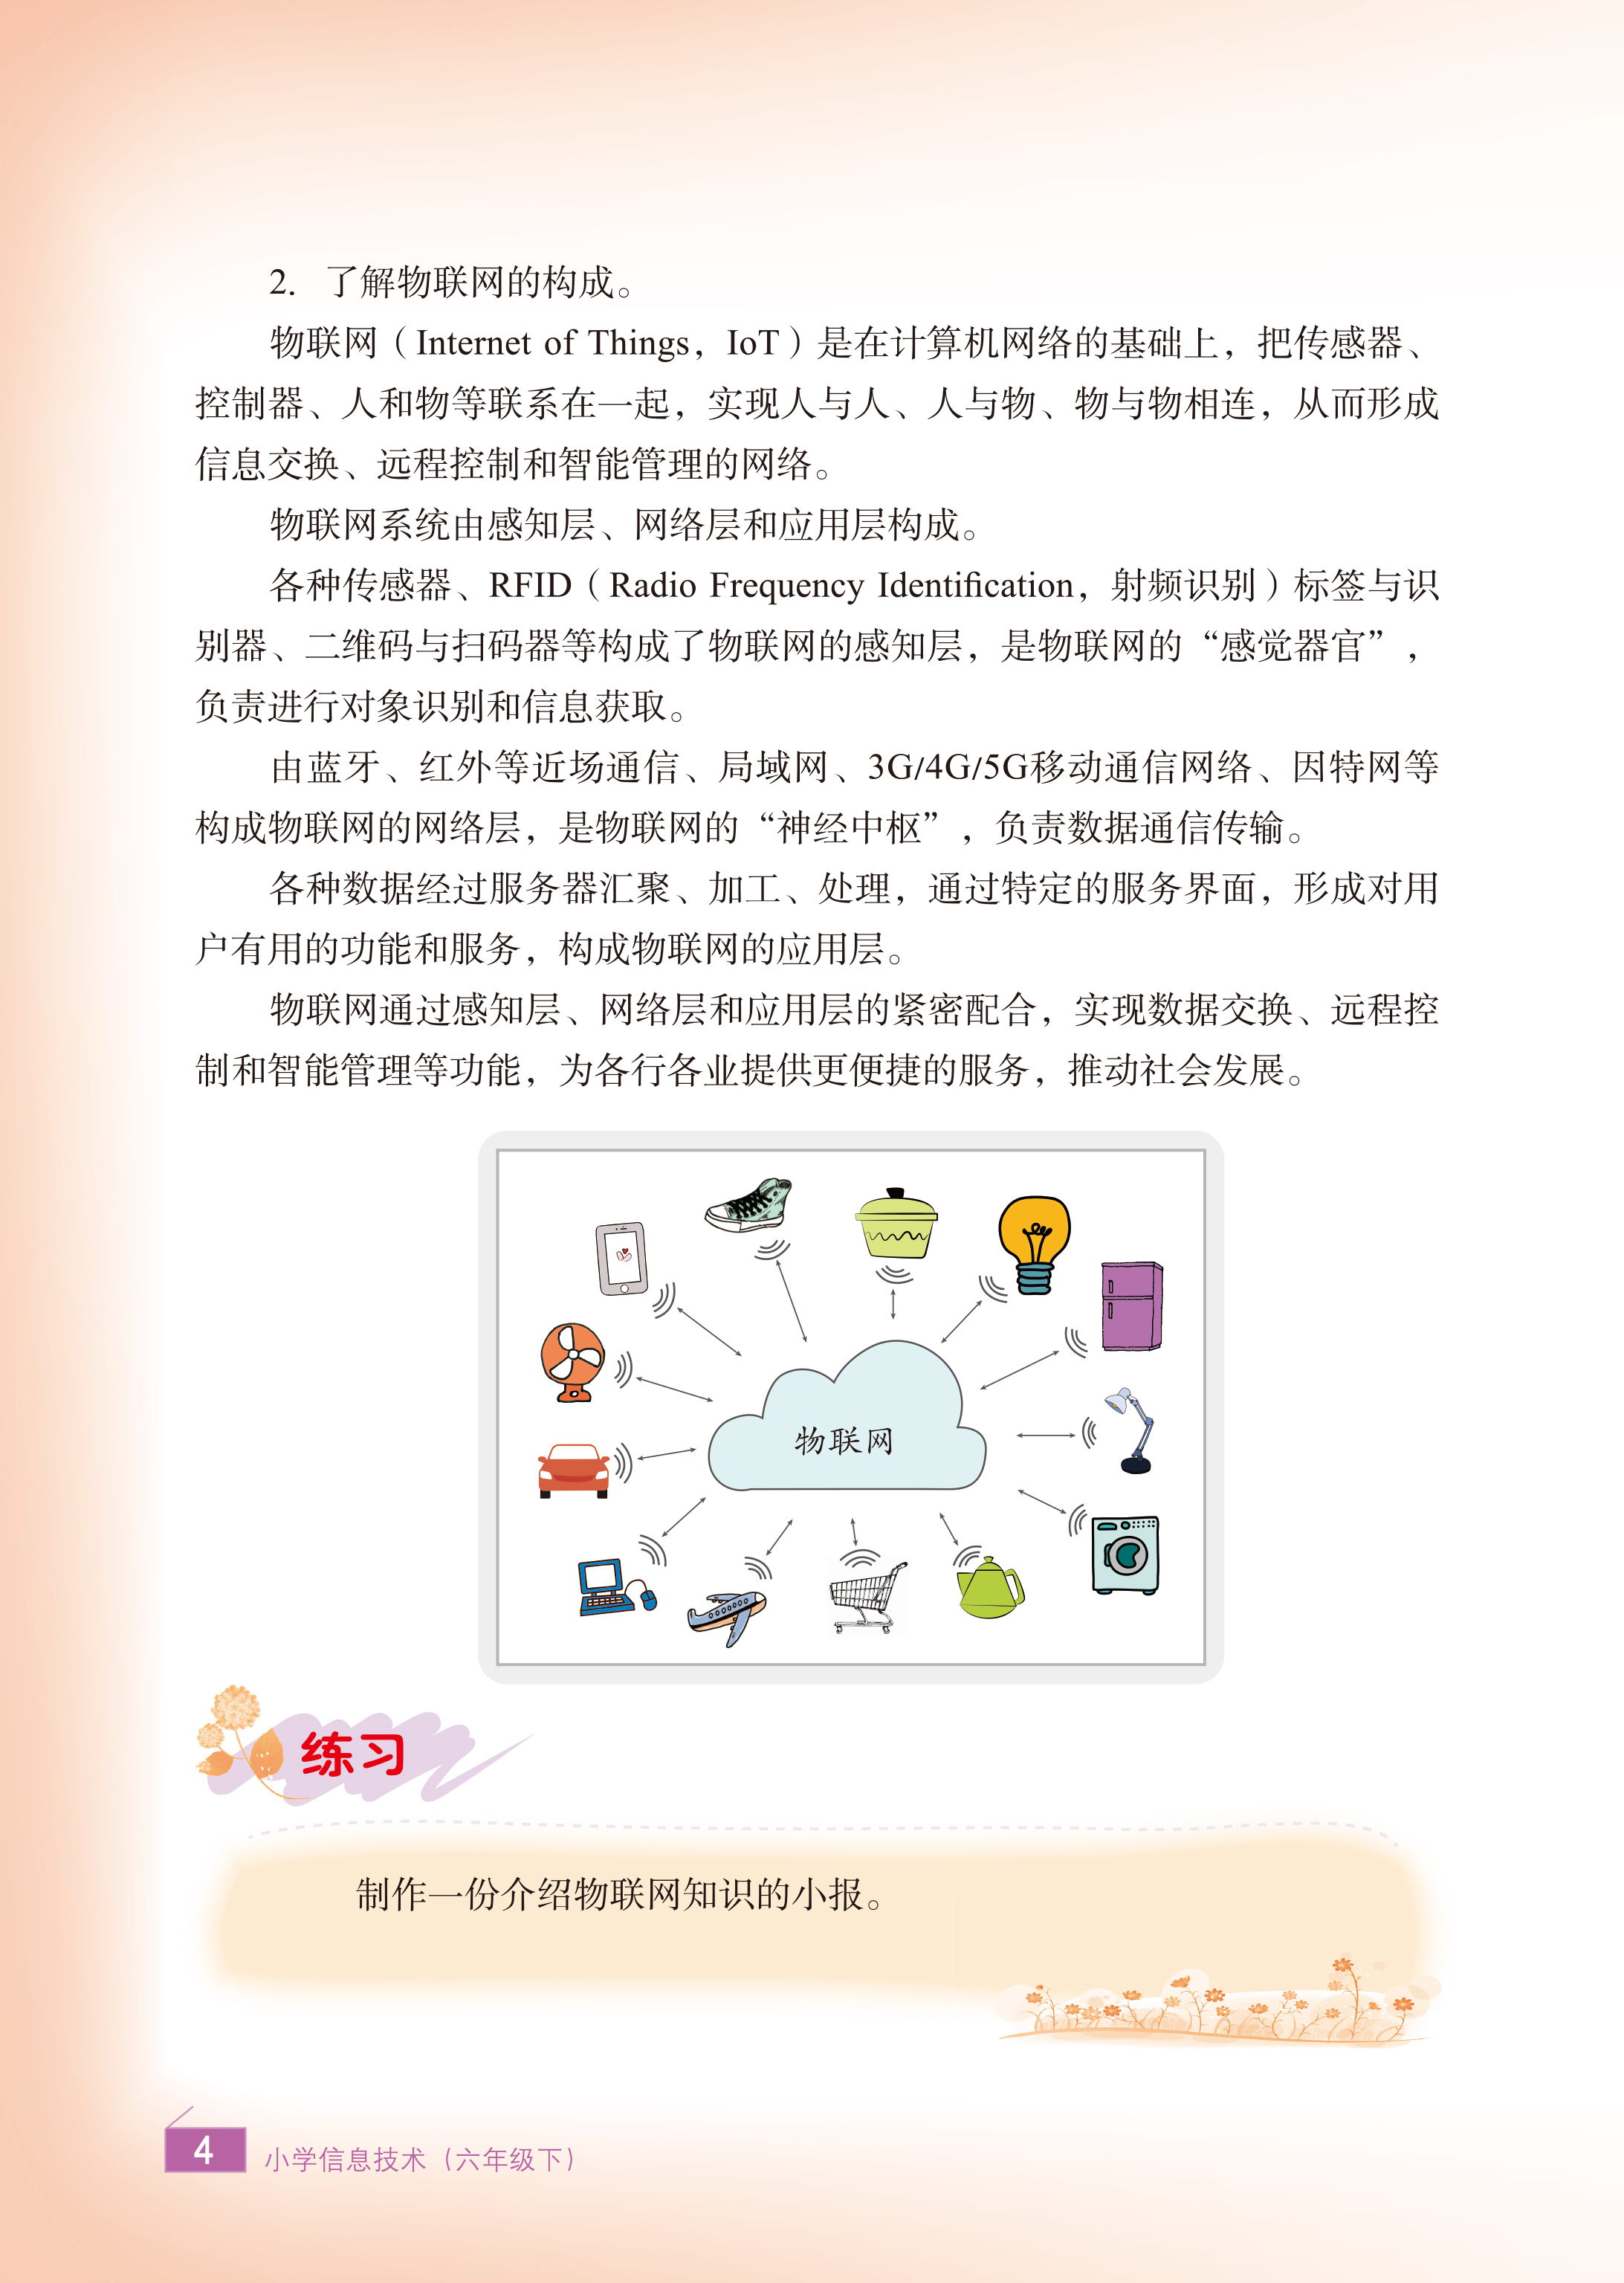 2. 了解物联网的构成。
物联网（Internet of Things，IoT）是在计算机网络的基础上，把传感器、
控制器、人和物等联系在一起，实现人与人、人与物、物与物相连，从而形成
信息交换、远程控制和智能管理的网络。
物联网系统由感知层、网络层和应用层构成。
各种传感器、RFID（Radio Frequency Identification，射频识别）标签与识
别器、二维码与扫码器等构成了物联网的感知层，是物联网的“感觉器官”，
负责进行对象识别和信息获取。
由蓝牙、红外等近场通信、局域网、3G/4G/5G移动通信网络、因特网等
构成物联网的网络层，是物联网的“神经中枢”，负责数据通信传输。
各种数据经过服务器汇聚、加工、处理，通过特定的服务界面，形成对用
户有用的功能和服务，构成物联网的应用层。
物联网通过感知层、网络层和应用层的紧密配合，实现数据交换、远程控
制和智能管理等功能，为各行各业提供更便捷的服务，推动社会发展。
物联网
练习
制作一份介绍物联网知识的小报。
4
小学信息技术（六年级下）